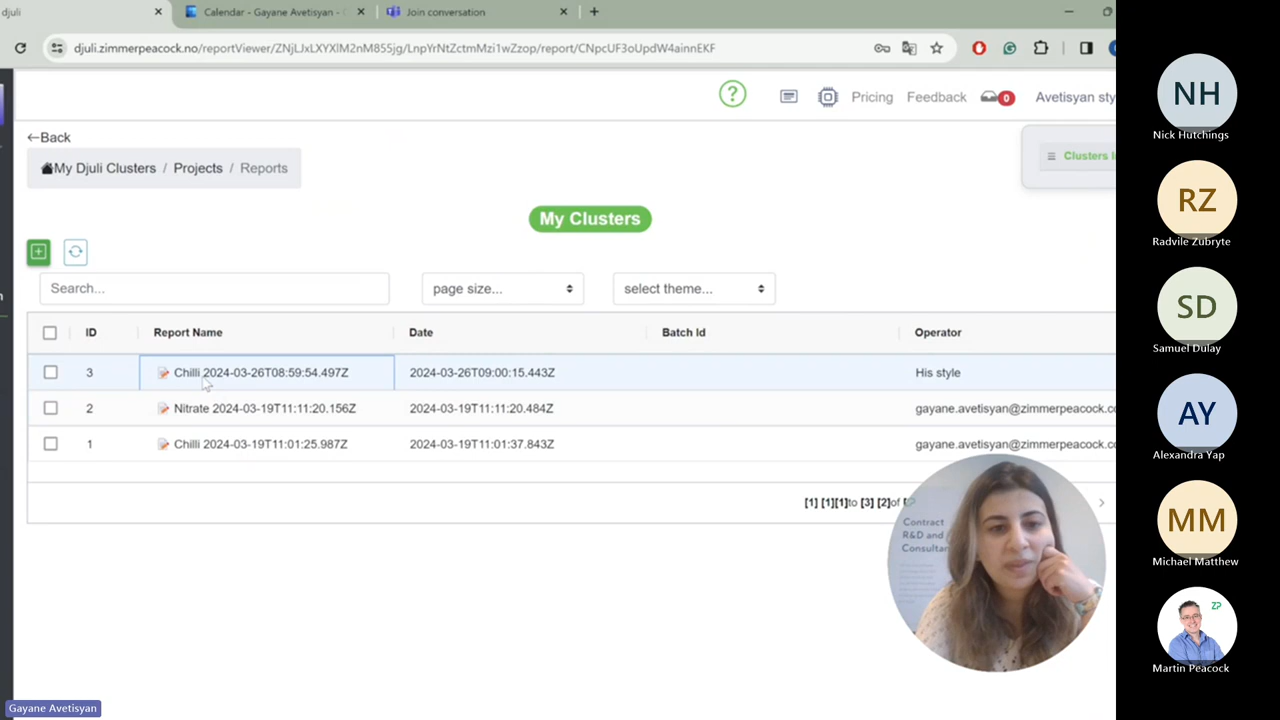 djuli
Calendar - Gayane Avetisyan -
Join conversation
djuli.zimmerpeacock.no/reportViewer/ZNjLJxLXYXlM2nM855jg/LnpYrNtZctmMzi1wZzop/report/CNpcUF3oUpdW4ainnEKF
? Pricing Feedback 0 Avetisyan sty
←Back
Clusters
My Djuli Clusters / Projects / Reports
My Clusters
Search... page size... select theme...
ID Report Name Date Batch Id Operator
3 Chilli 2024-03-26T08:59:54.497Z 2024-03-26T09:00:15.443Z His style
2 Nitrate 2024-03-19T11:11:20.156Z 2024-03-19T11:11:20.484Z gayane.avetisyan@zimmerpeacock.co
1 Chilli 2024-03-19T11:01:25.987Z 2024-03-19T11:01:37.843Z gayane.avetisyan@zimmerpeacock.co
[1] [1][1]to [3] [2]of
Contract
R&D and
Consultan
Gayane Avetisyan
NH
Nick Hutchings
RZ
Radvile Zubryte
SD
Samuel Dulay
AY
Alexandra Yap
MM
Michael Matthew
ZP
Martin Peacock